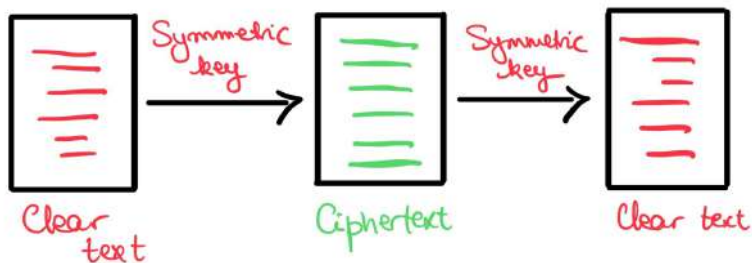 Symmetric
key
Symmetric
key
Clear
text
Ciphertext
Clear text